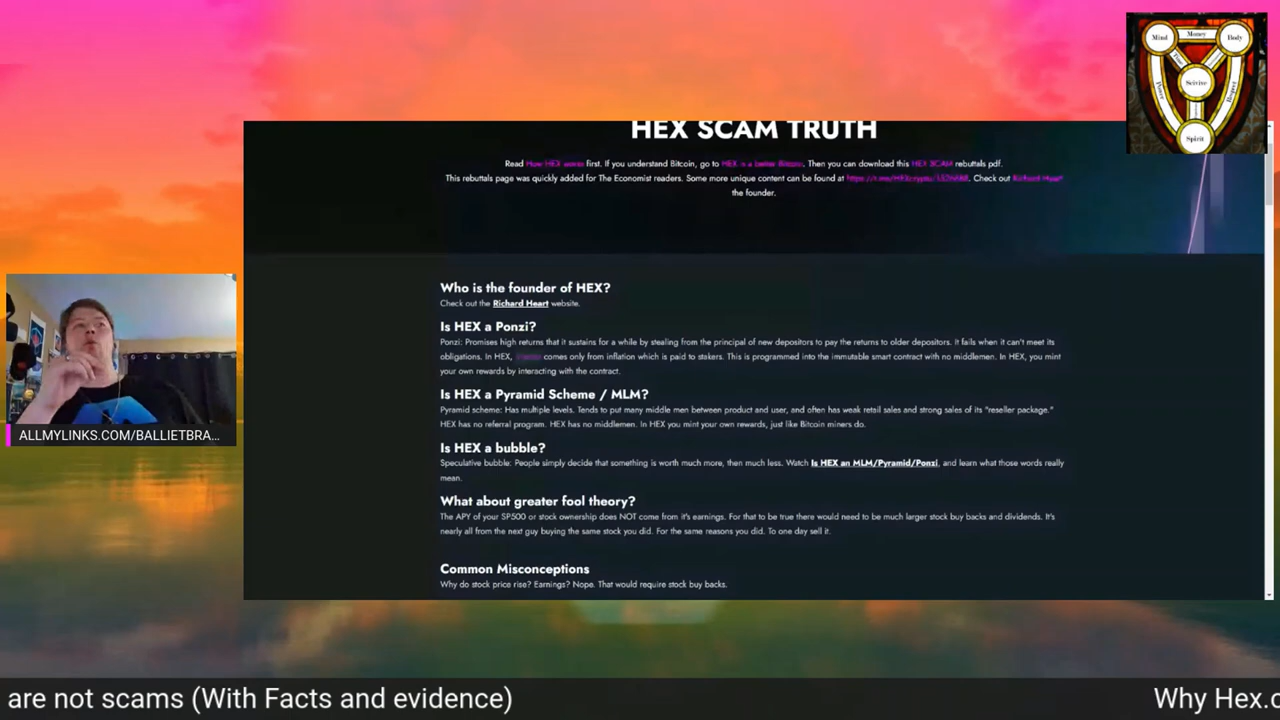 Mind
Money
Body
Power
Scivive
Respect
Spirit
HEX SCAM TRUTH
Read How HEX works first. If you understand Bitcoin, go to HEX is a better Bitcoin. Then you can download this HEX SCAM rebuttals pdf.
This rebuttals page was quickly added for The Economist readers. Some more unique content can be found at Check out Richard Heart
the founder.
Who is the founder of HEX?
Check out the Richard Heart website.
Is HEX a Ponzi?
Ponzi: Promises high returns that it sustains for a while by stealing from the principal of new depositors to pay the returns to older depositors. It fails when it can't meet its
obligations. In HEX, comes only from inflation which is paid to stakers. This is programmed into the immutable smart contract with no middlemen. In HEX, you mint
your own rewards by interacting with the contract.
Is HEX a Pyramid Scheme / MLM?
Pyramid scheme: Has multiple levels. Tends to put many middle men between product and user, and often has weak retail sales and strong sales of its "reseller package."
HEX has no referral program. HEX has no middlemen. In HEX you mint your own rewards, just like Bitcoin miners do.
Is HEX a bubble?
Speculative bubble: People simply decide that something is worth much more, then much less. Watch Is HEX an MLM/Pyramid/Ponzi, and learn what those words really
mean.
What about greater fool theory?
The APY of your SP500 or stock ownership does NOT come from it's earnings. For that to be true there would need to be much larger stock buy backs and dividends. It's
nearly all from the next guy buying the same stock you did. For the same reasons you did. To one day sell it.
Common Misconceptions
Why do stock price rise? Earnings? Nope. That would require stock buy backs.
ALLMYLINKS.COM/BALLIETBRA...
are not scams (With Facts and evidence)
Why Hex.c